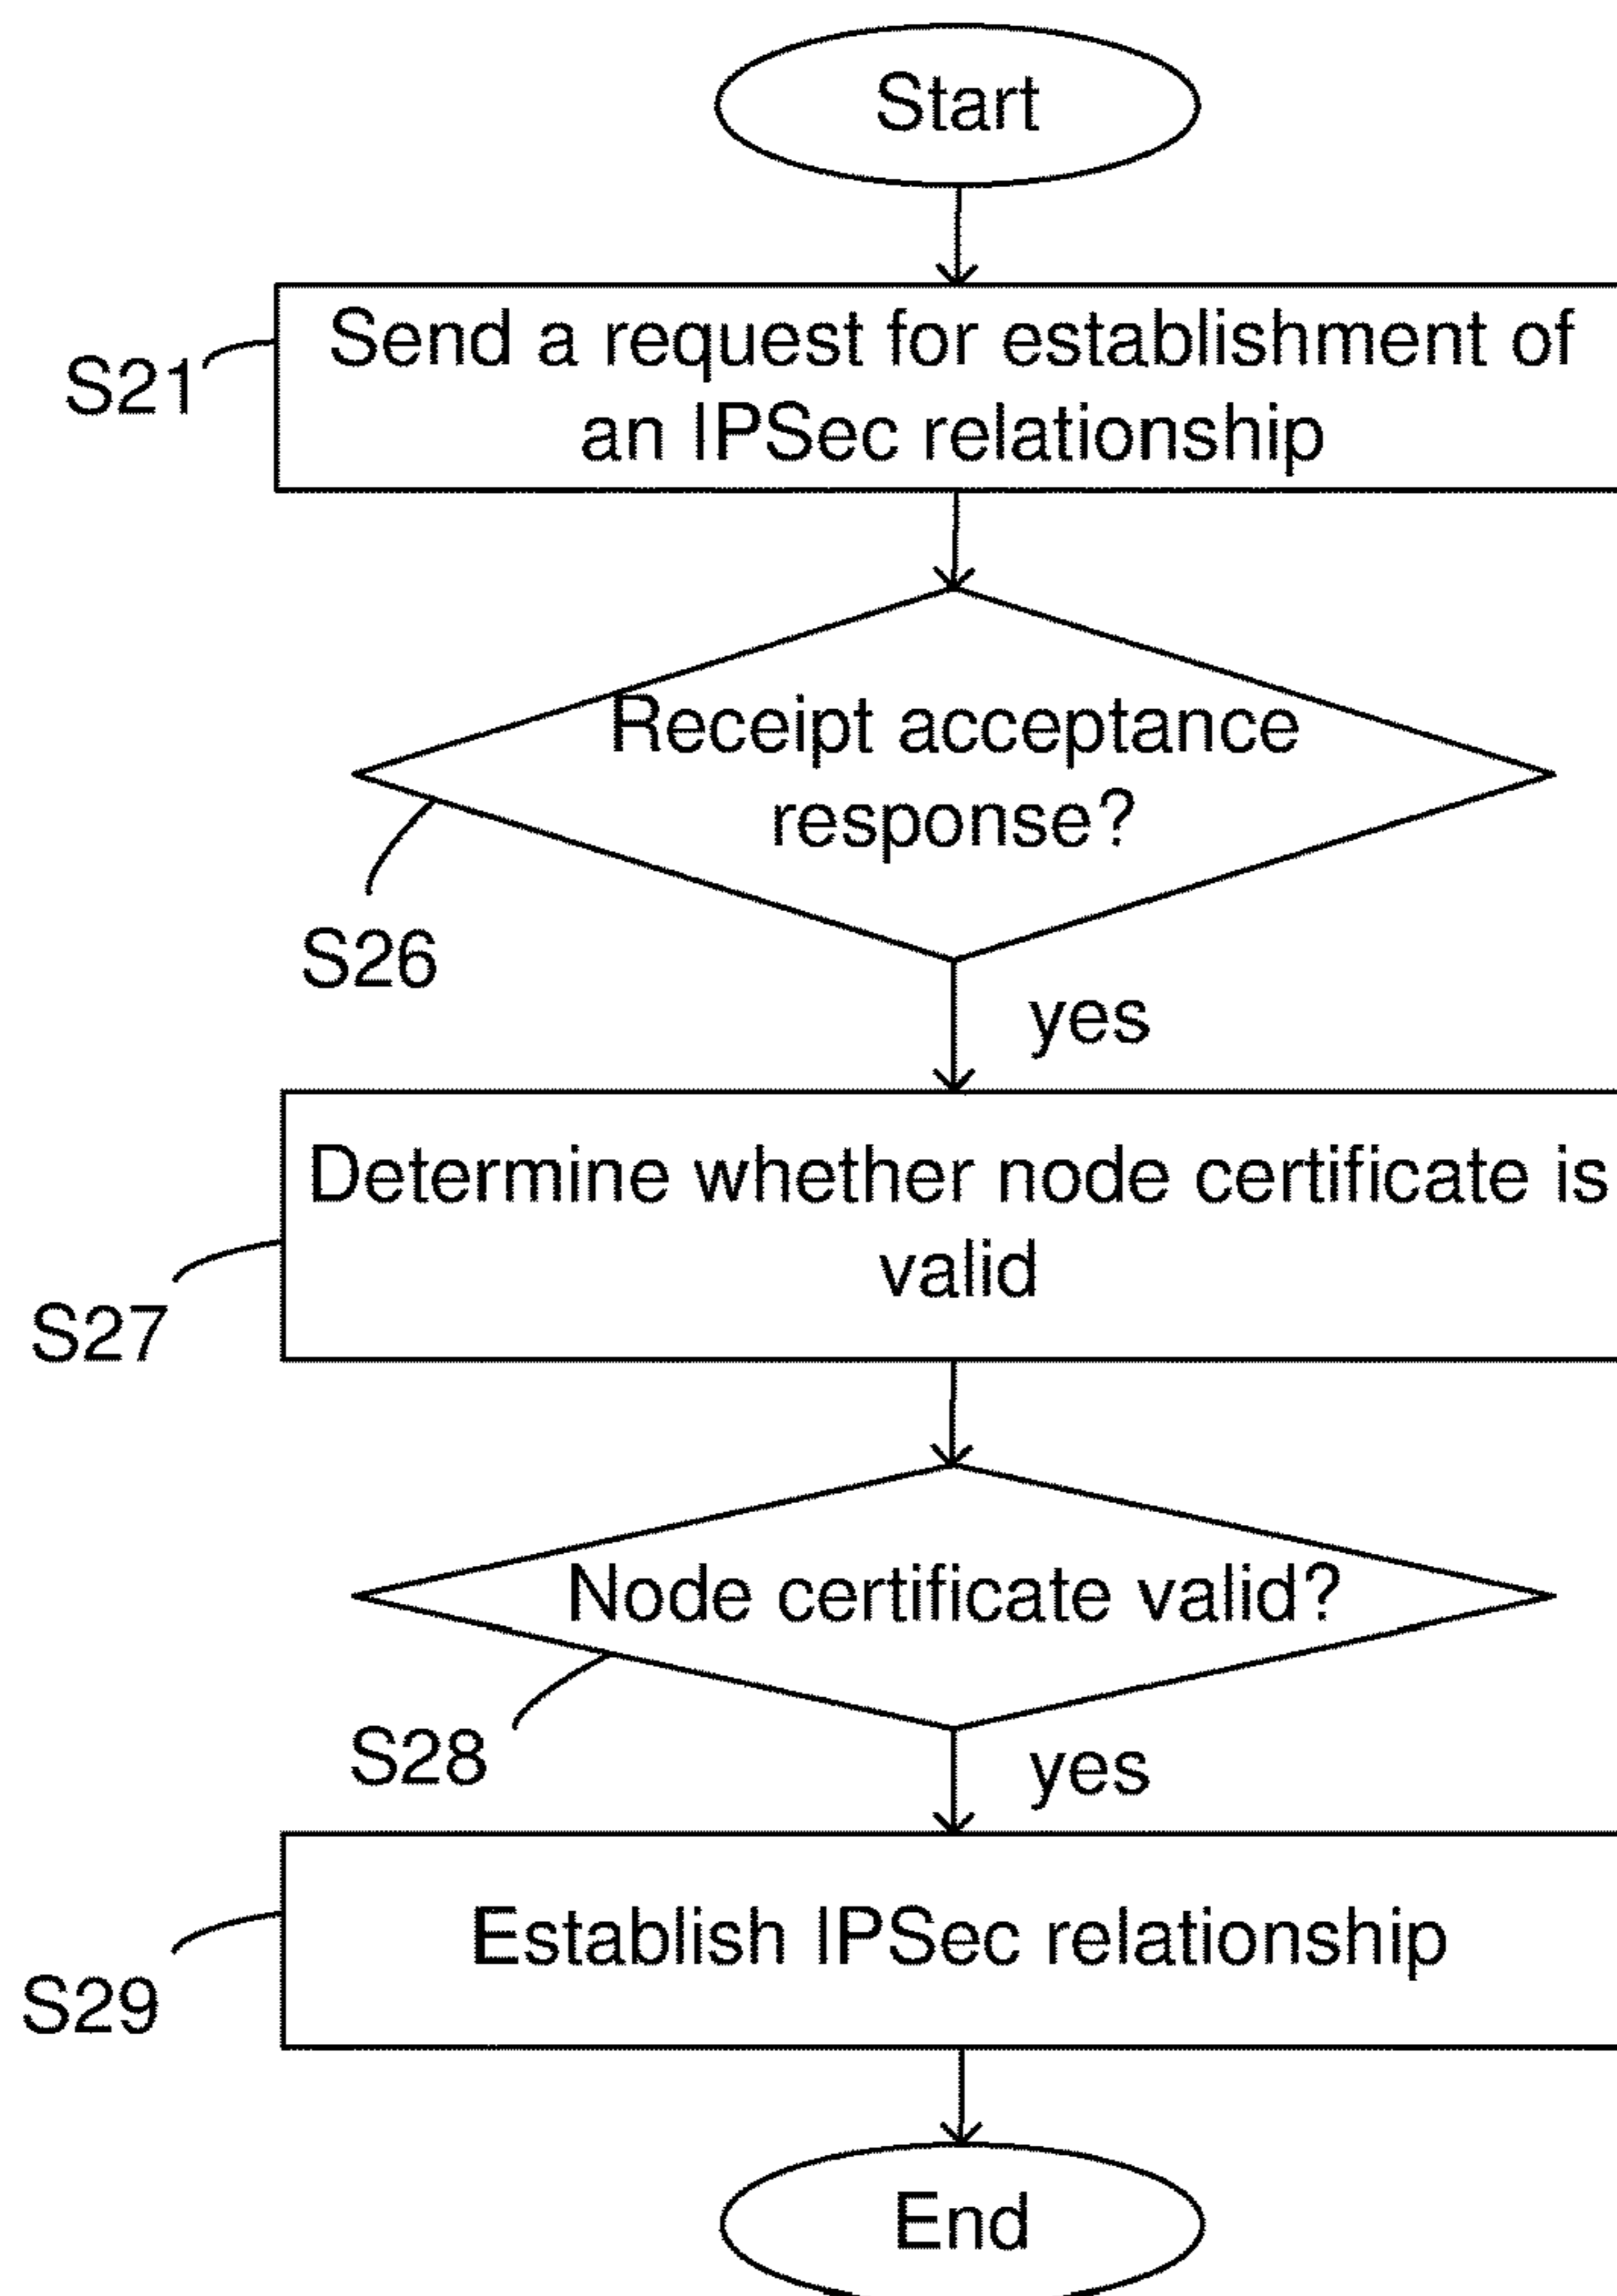 Start
S21
Send a request for establishment of
an IPSec relationship
Receipt acceptance
response?
S26
yes
Determine whether node certificate is
valid
S27
Node certificate valid?
S28
yes
Establish IPSec relationship
S29
End